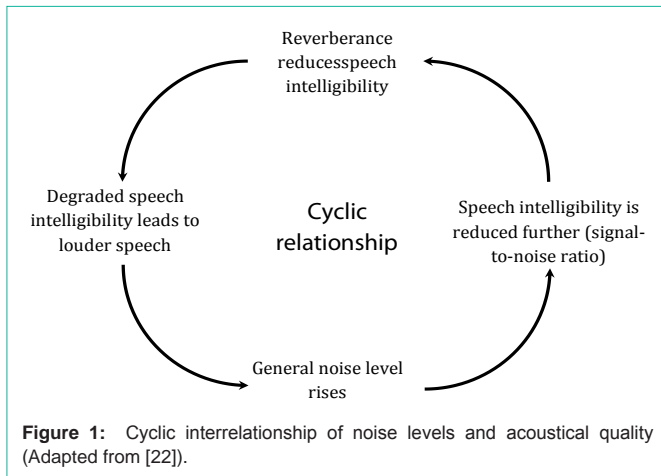 Reverberance
reducesspeech
intelligibility
Degraded speech
intelligibility leads to
louder speech
Cyclic
relationship
Speech intelligibility is
reduced further (signal-
to-noise ratio)
General noise level
rises
Figure 1: Cyclic interrelationship of noise levels and acoustical quality
(Adapted from [22]).